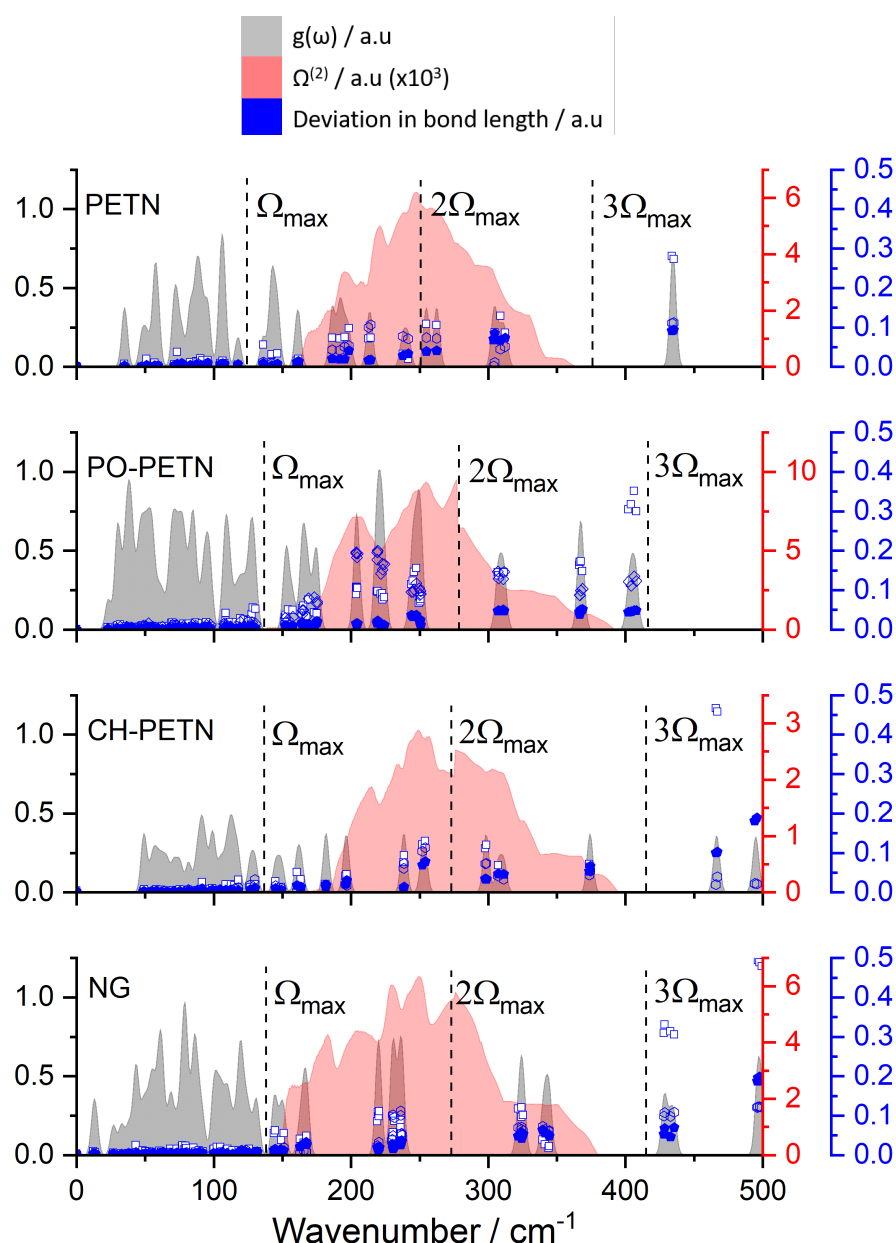 g(ω) / a.u
Ω⁽²⁾ / a.u (x10³)
Deviation in bond length / a.u
PETN
Ωmax
2Ωmax
3Ωmax
1.0
0.5
0.0
6
4
2
0
0.5
0.4
0.3
0.2
0.1
0.0
PO-PETN
Ωmax
2Ωmax
3Ωmax
1.0
0.5
0.0
10
5
0
0.5
0.4
0.3
0.2
0.1
0.0
CH-PETN
Ωmax
2Ωmax
3Ωmax
1.0
0.5
0.0
3
2
1
0
0.5
0.4
0.3
0.2
0.1
0.0
NG
Ωmax
2Ωmax
3Ωmax
1.0
0.5
0.0
6
4
2
0
0.5
0.4
0.3
0.2
0.1
0.0
0 100 200 300 400 500
Wavenumber / cm⁻¹